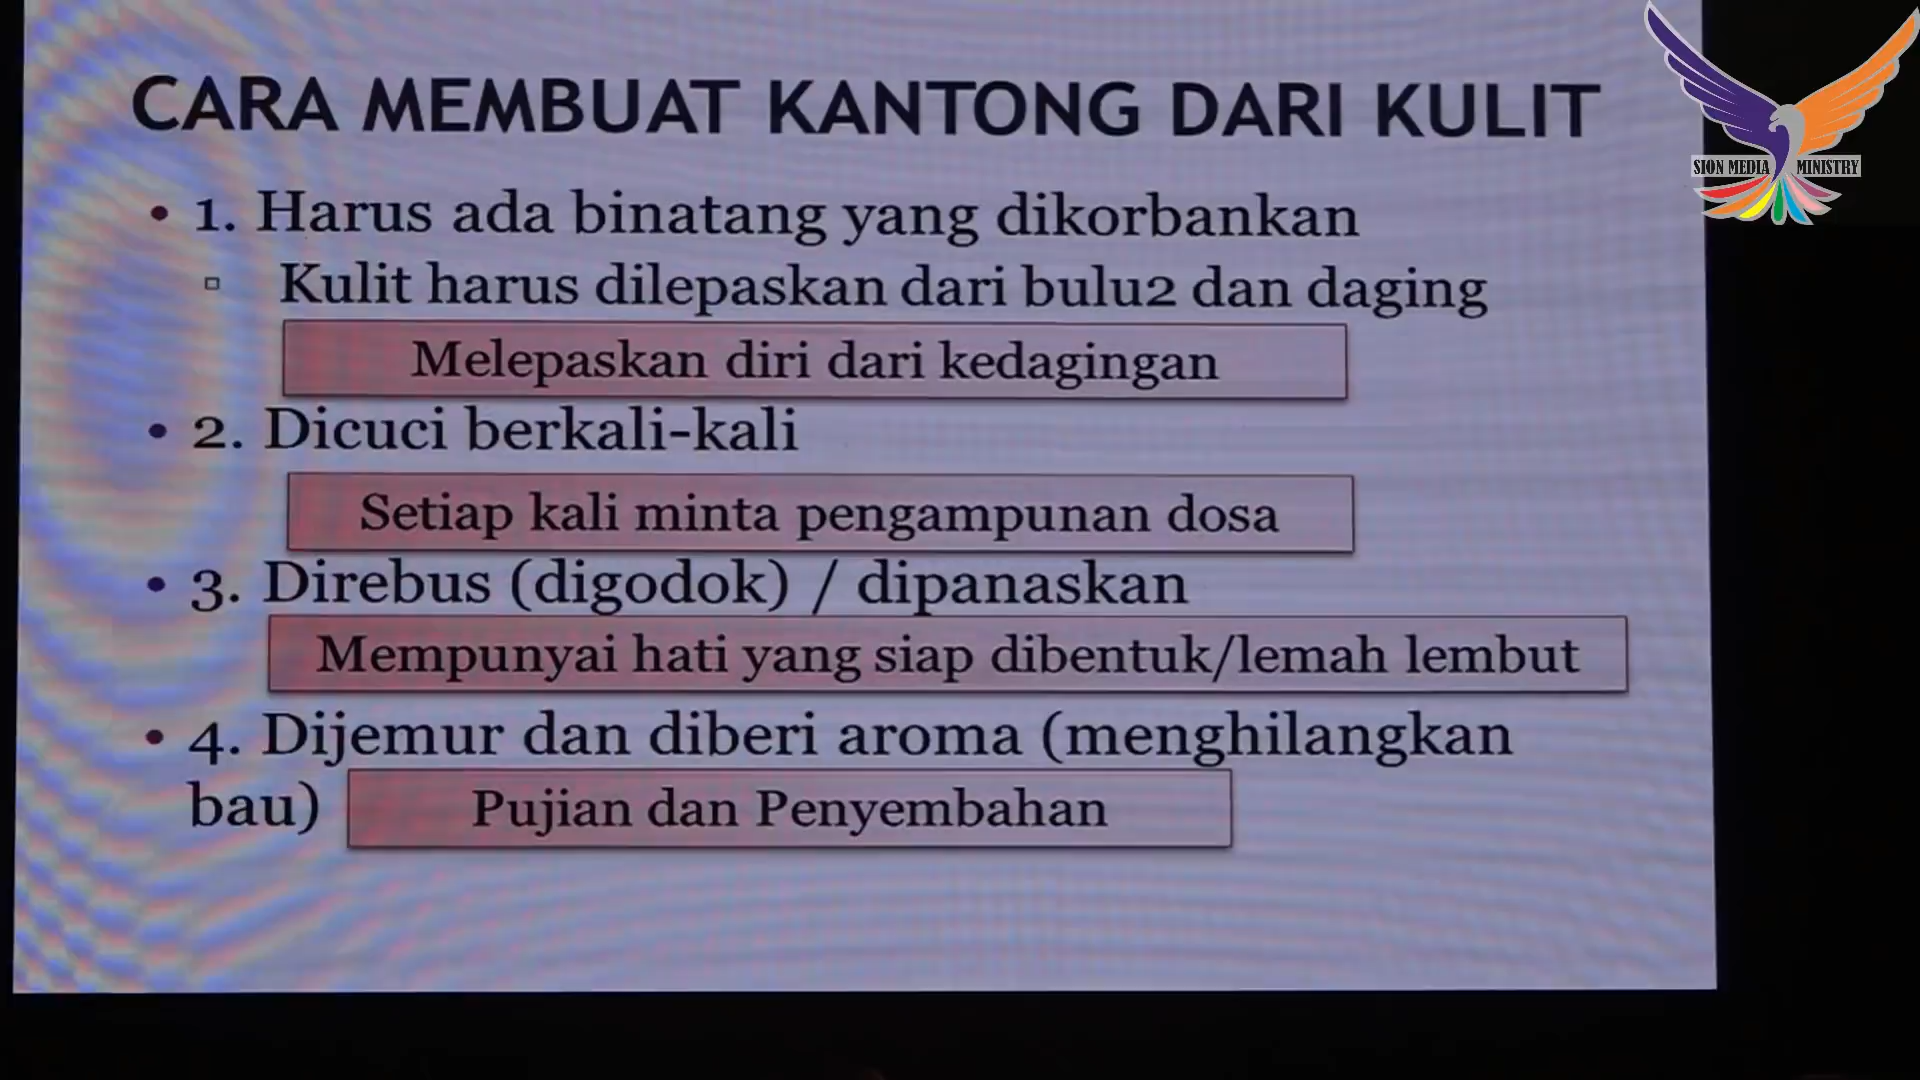 CARA MEMBUAT KANTONG DARI KULIT
SION MEDIA MINISTRY
• 1. Harus ada binatang yang dikorbankan
▫ Kulit harus dilepaskan dari bulu2 dan daging
Melepaskan diri dari kedagingan
• 2. Dicuci berkali-kali
Setiap kali minta pengampunan dosa
• 3. Direbus (digodok) / dipanaskan
Mempunyai hati yang siap dibentuk/lemah lembut
• 4. Dijemur dan diberi aroma (menghilangkan
bau)
Pujian dan Penyembahan